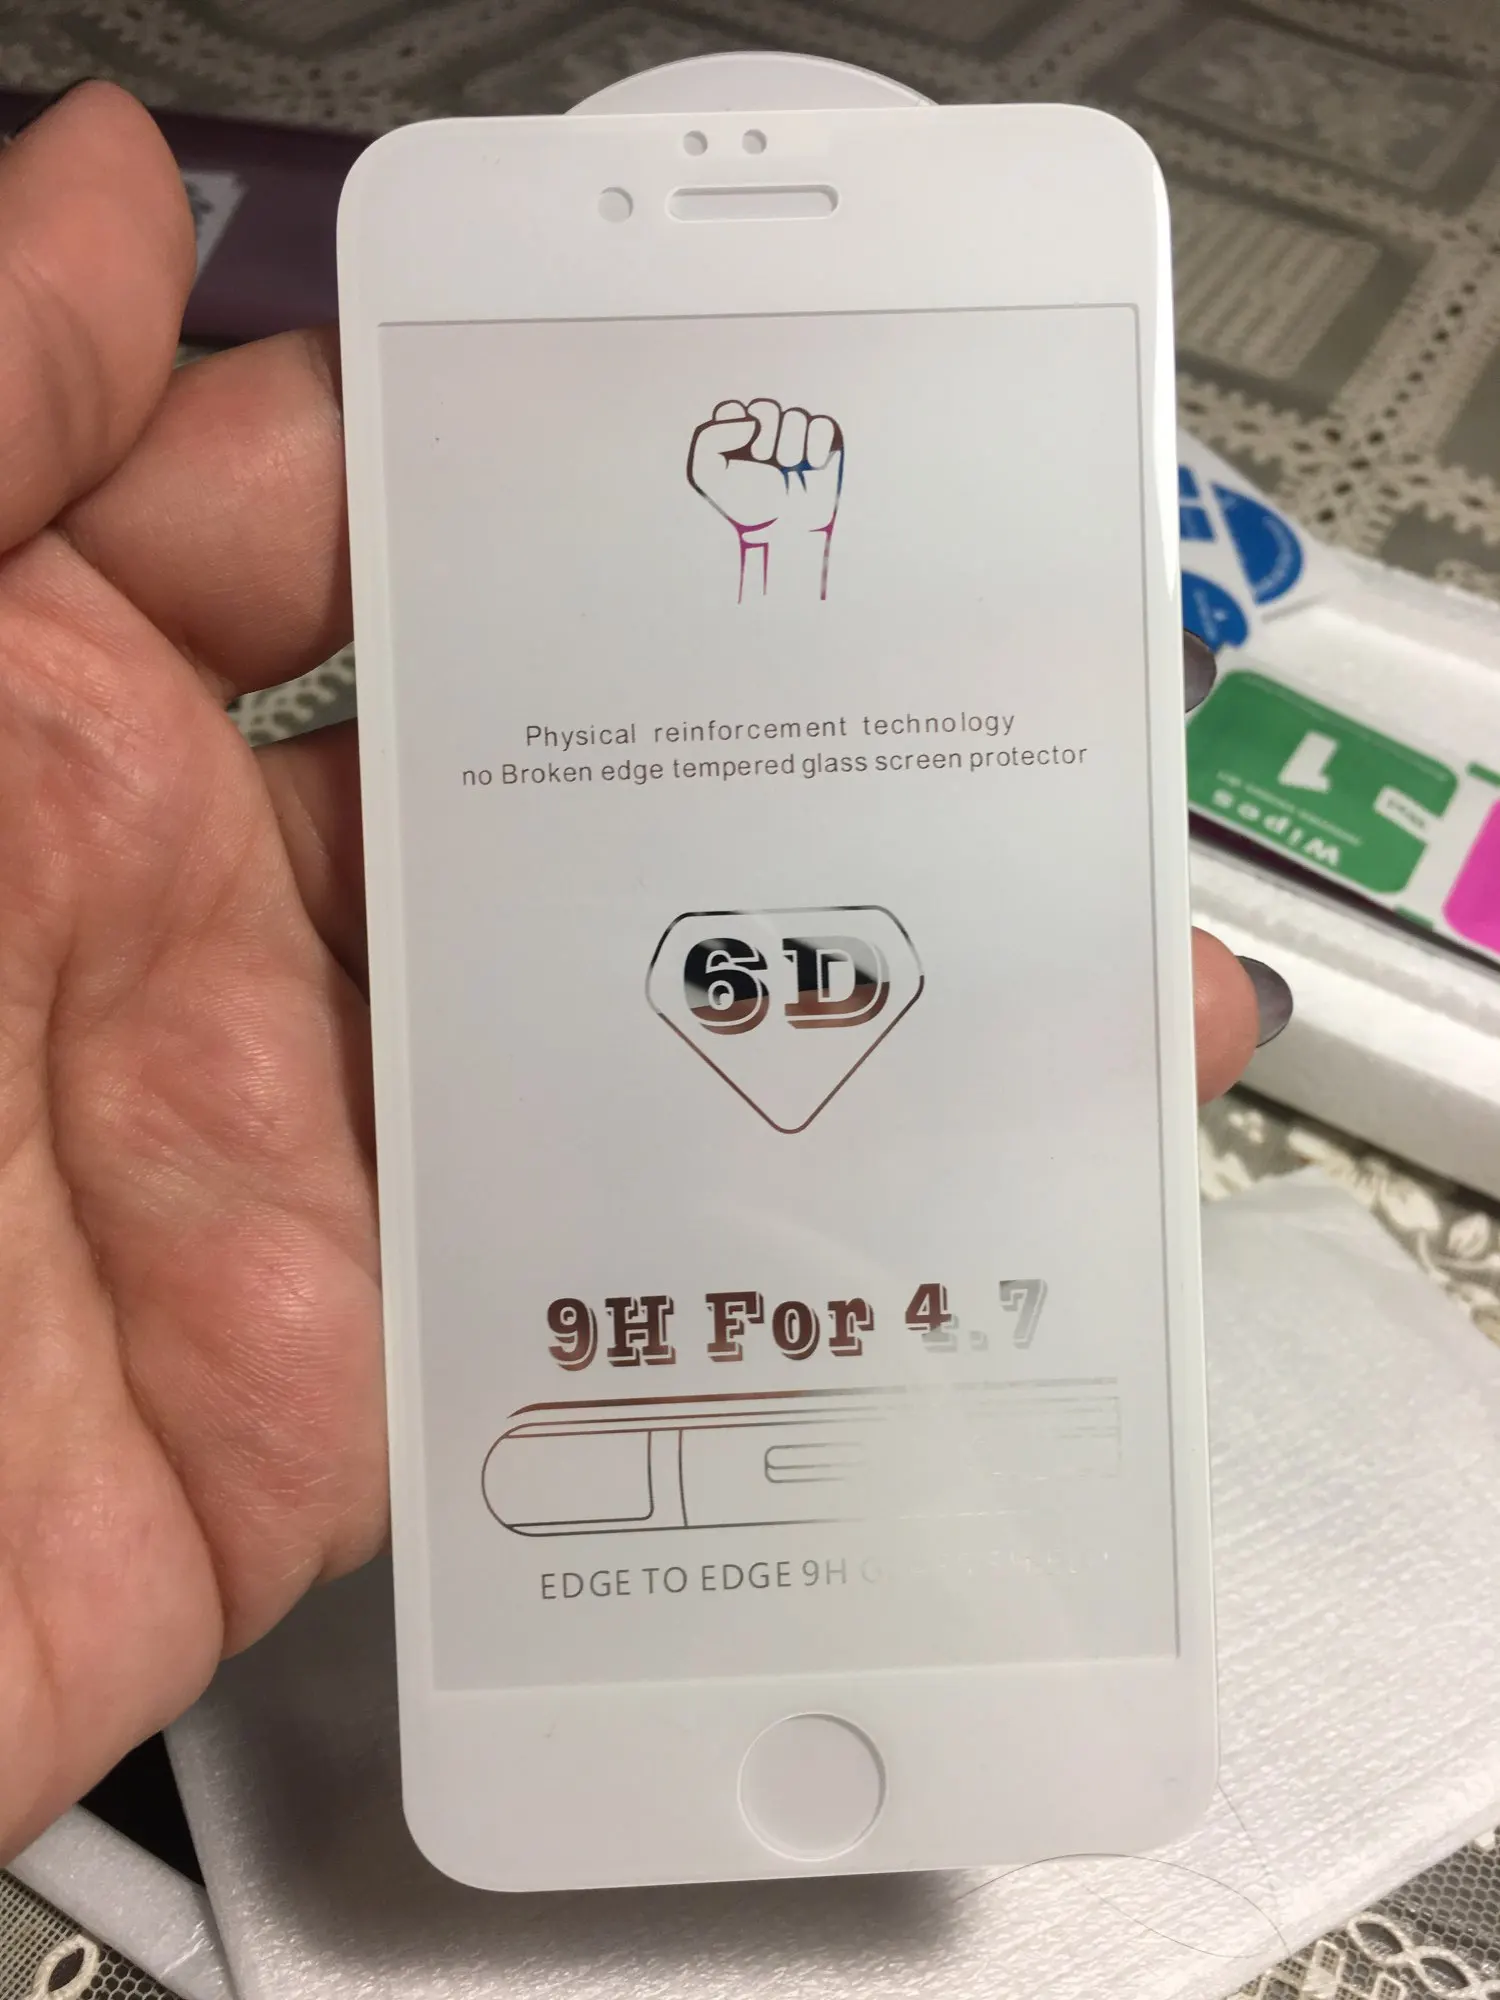 Physical reinforcement technology
no Broken edge tempered glass screen protector
6D
9H For 4.7
EDGE TO EDGE 9H
Wipes